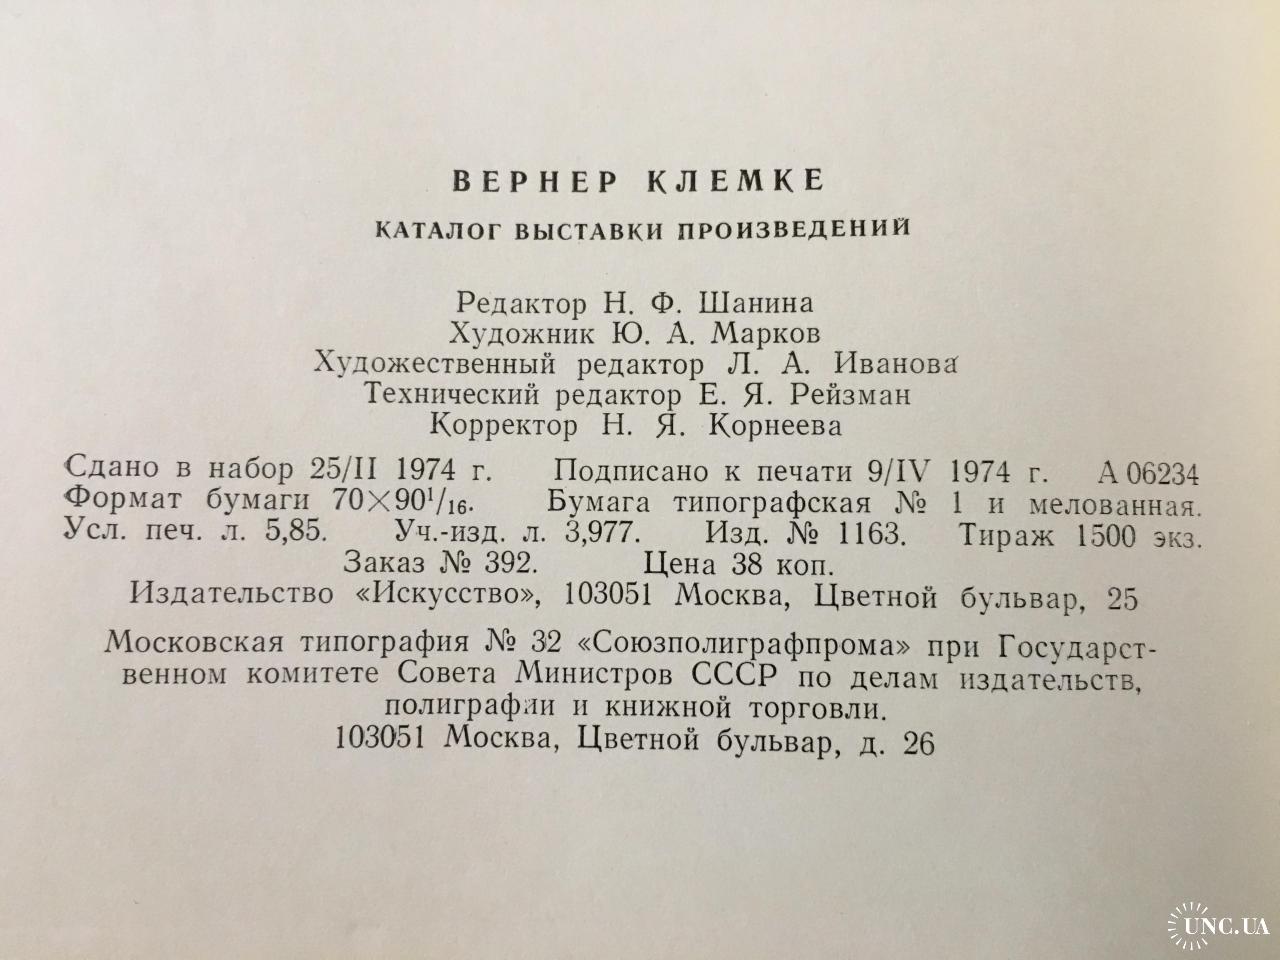 ВЕРНЕР КЛЕМКЕ
КАТАЛОГ ВЫСТАВКИ ПРОИЗВЕДЕНИЙ
Редактор Н. Ф. Шанина
Художник Ю. А. Марков
Художественный редактор Л. А. Иванова
Технический редактор Е. Я. Рейзман
Корректор Н. Я. Корнеева
Сдано в набор 25/II 1974 г. Подписано к печати 9/IV 1974 г. А 06234
Формат бумаги 70×90¹/₁₆. Бумага типографская № 1 и мелованная.
Усл. печ. л. 5,85. Уч.-изд. л. 3,977. Изд. № 1163. Тираж 1500 экз.
Заказ № 392. Цена 38 коп.
Издательство «Искусство», 103051 Москва, Цветной бульвар, 25
Московская типография № 32 «Союзполиграфпрома» при Государст-
венном комитете Совета Министров СССР по делам издательств,
полиграфии и книжной торговли.
103051 Москва, Цветной бульвар, д. 26
UNC.UA